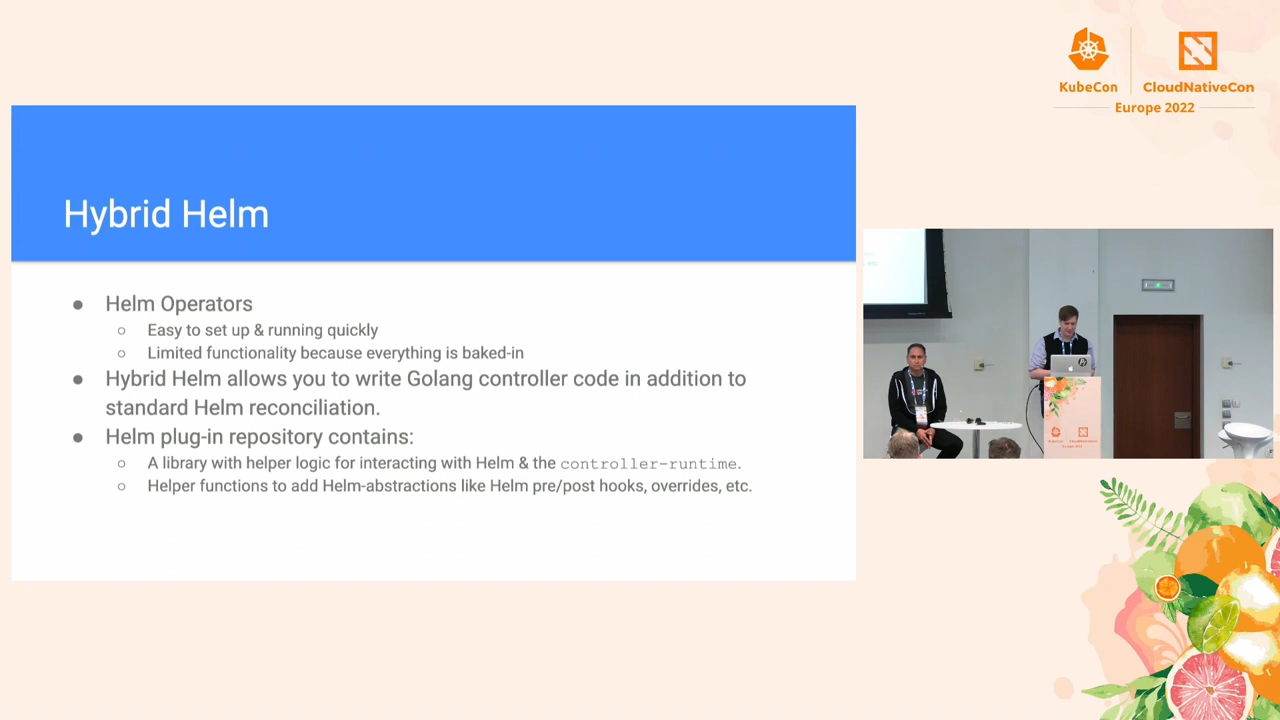 KubeCon
CloudNativeCon
Europe 2022
Hybrid Helm
● Helm Operators
○ Easy to set up & running quickly
○ Limited functionality because everything is baked-in
● Hybrid Helm allows you to write Golang controller code in addition to
standard Helm reconciliation.
● Helm plug-in repository contains:
○ A library with helper logic for interacting with Helm & the controller-runtime.
○ Helper functions to add Helm-abstractions like Helm pre/post hooks, overrides, etc.